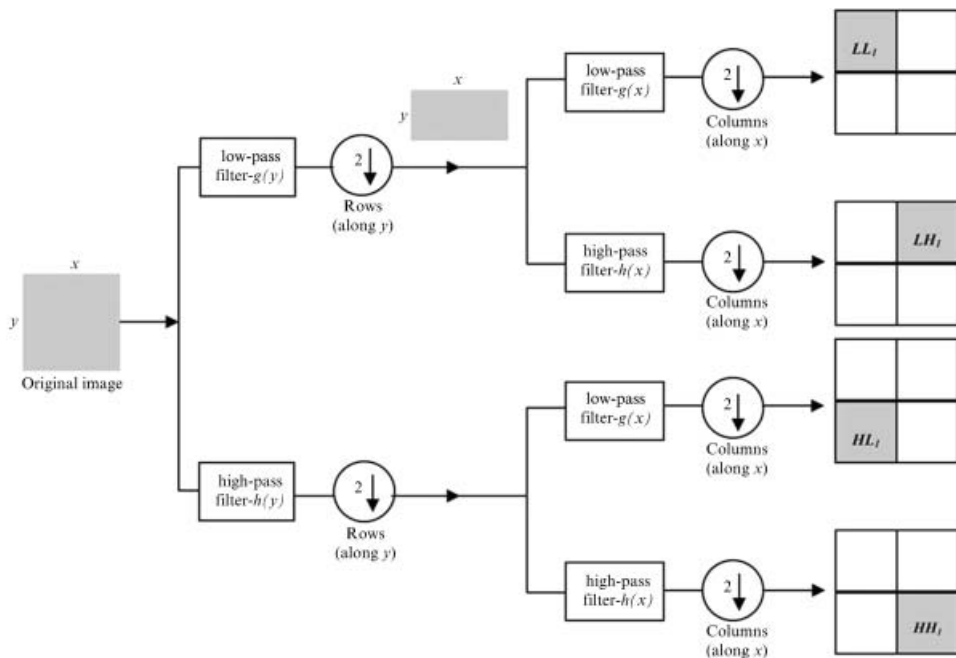 x
y
Original image
low-pass
filter-g(y)
2
Rows
(along y)
x
y
low-pass
filter-g(x)
2
Columns
(along x)
LL1
high-pass
filter-h(x)
2
Columns
(along x)
LH1
high-pass
filter-h(y)
2
Rows
(along y)
low-pass
filter-g(x)
2
Columns
(along x)
HL1
high-pass
filter-h(x)
2
Columns
(along x)
HH1